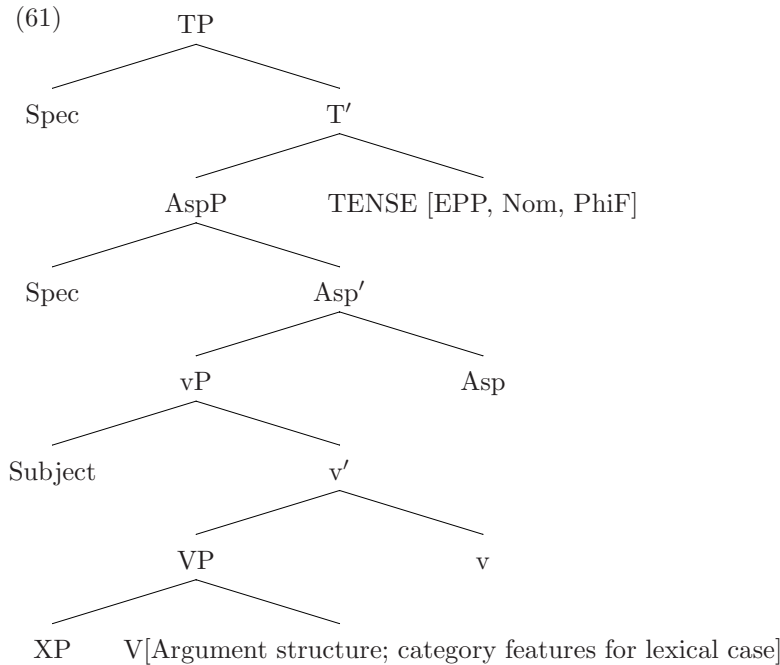 (61)
TP
Spec T′
AspP TENSE [EPP, Nom, PhiF]
Spec Asp′
vP Asp
Subject v′
VP v
XP V[Argument structure; category features for lexical case]